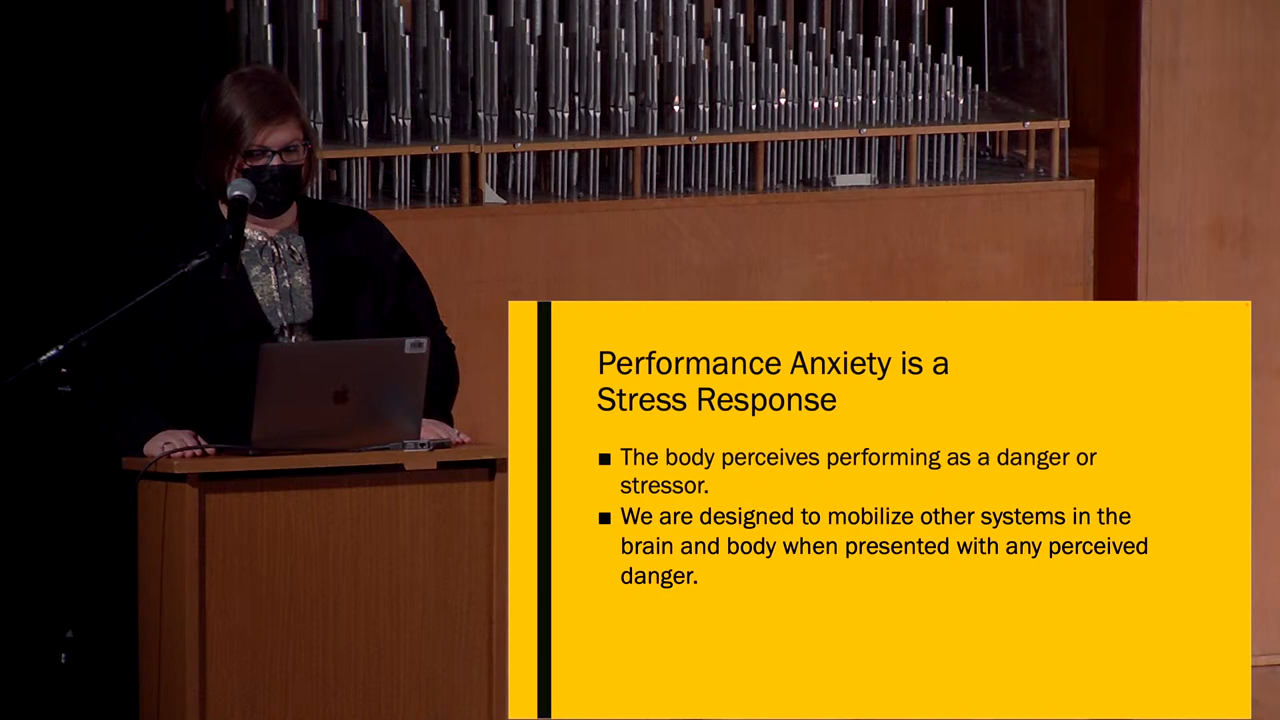 Performance Anxiety is a
Stress Response
■ The body perceives performing as a danger or
stressor.
■ We are designed to mobilize other systems in the
brain and body when presented with any perceived
danger.